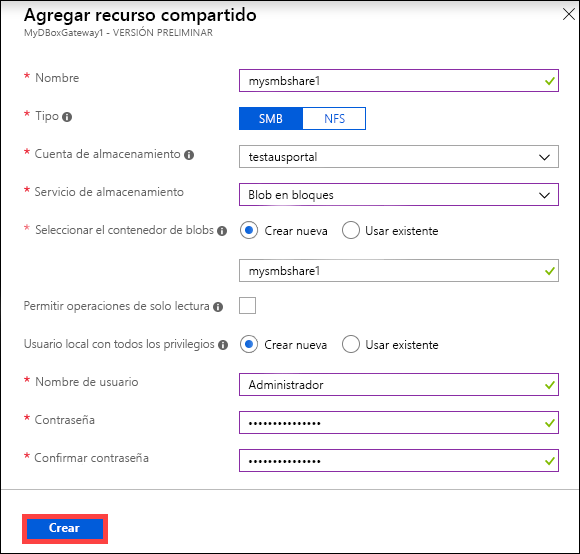 Agregar recurso compartido
MyDBoxGateway1 - VERSIÓN PRELIMINAR
* Nombre
mysmbshare1
* Tipo
SMB NFS
* Cuenta de almacenamiento
testausportal
* Servicio de almacenamiento
Blob en bloques
* Seleccionar el contenedor de blobs
Crear nueva Usar existente
mysmbshare1
Permitir operaciones de solo lectura
Usuario local con todos los privilegios
Crear nueva Usar existente
* Nombre de usuario
Administrador
* Contraseña
•••••••••••••••
* Confirmar contraseña
•••••••••••••••
Crear